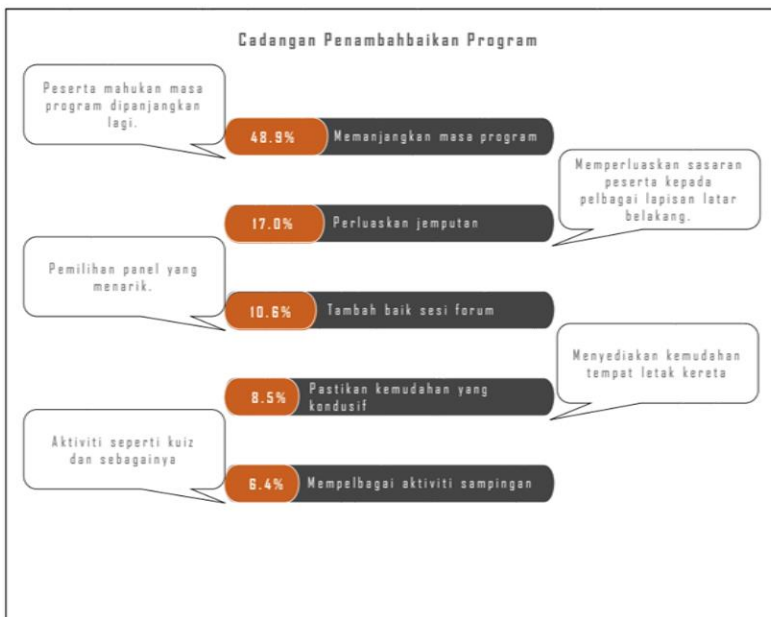 Cadangan Penambahbaikan Program
Peserta mahukan masa
program dipanjangkan
lagi.
48.9%
Memanjangkan masa program
Memperluaskan sasaran
peserta kepada
pelbagai lapisan latar
belakang.
17.0%
Perluaskan jemputan
Pemilihan panel yang
menarik.
10.6%
Tambah baik sesi forum
Menyediakan kemudahan
tempat letak kereta
8.5%
Pastikan kemudahan yang
kondusif
Aktiviti seperti kuiz
dan sebagainya
6.4%
Mempelbagai aktiviti sampingan